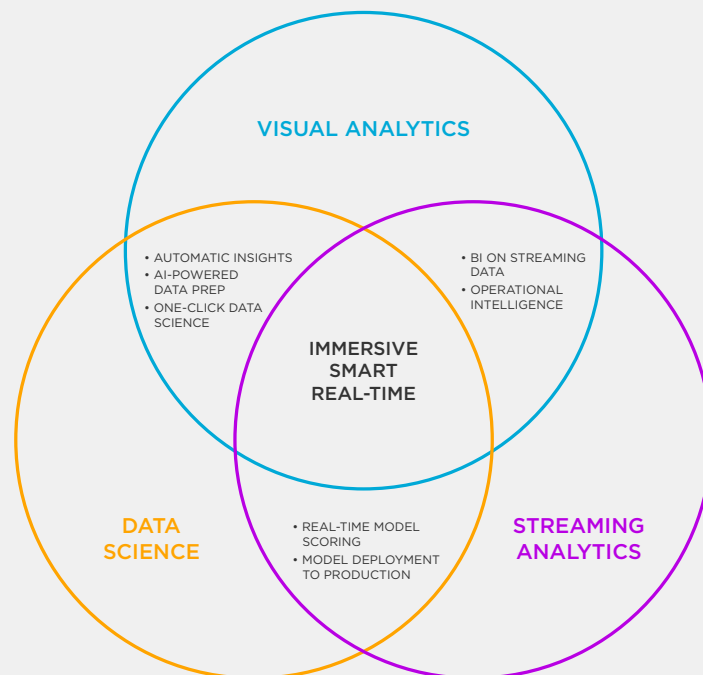 VISUAL ANALYTICS
• AUTOMATIC INSIGHTS
• AI-POWERED
DATA PREP
• ONE-CLICK DATA
SCIENCE
• BI ON STREAMING
DATA
• OPERATIONAL
INTELLIGENCE
IMMERSIVE
SMART
REAL-TIME
DATA
SCIENCE
• REAL-TIME MODEL
SCORING
• MODEL DEPLOYMENT
TO PRODUCTION
STREAMING
ANALYTICS